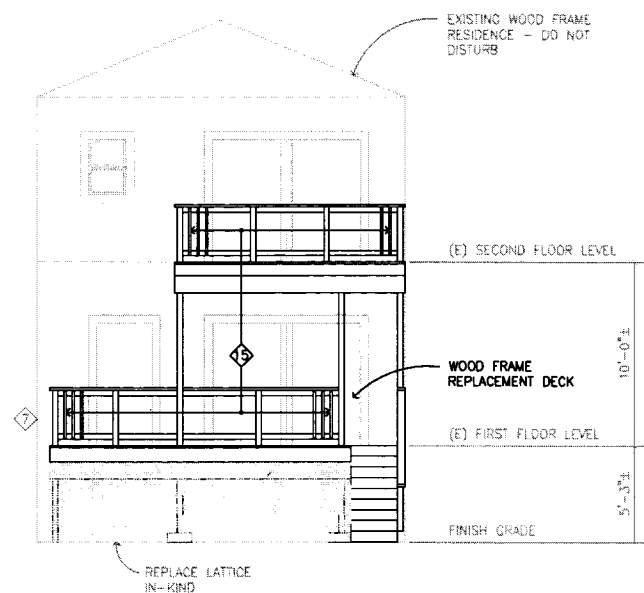 EXISTING WOOD FRAME
RESIDENCE - DO NOT
DISTURB
(E) SECOND FLOOR LEVEL
10'-0"±
15
WOOD FRAME
REPLACEMENT DECK
7
(E) FIRST FLOOR LEVEL
5'-3"±
FINISH GRADE
REPLACE LATTICE
IN-KIND